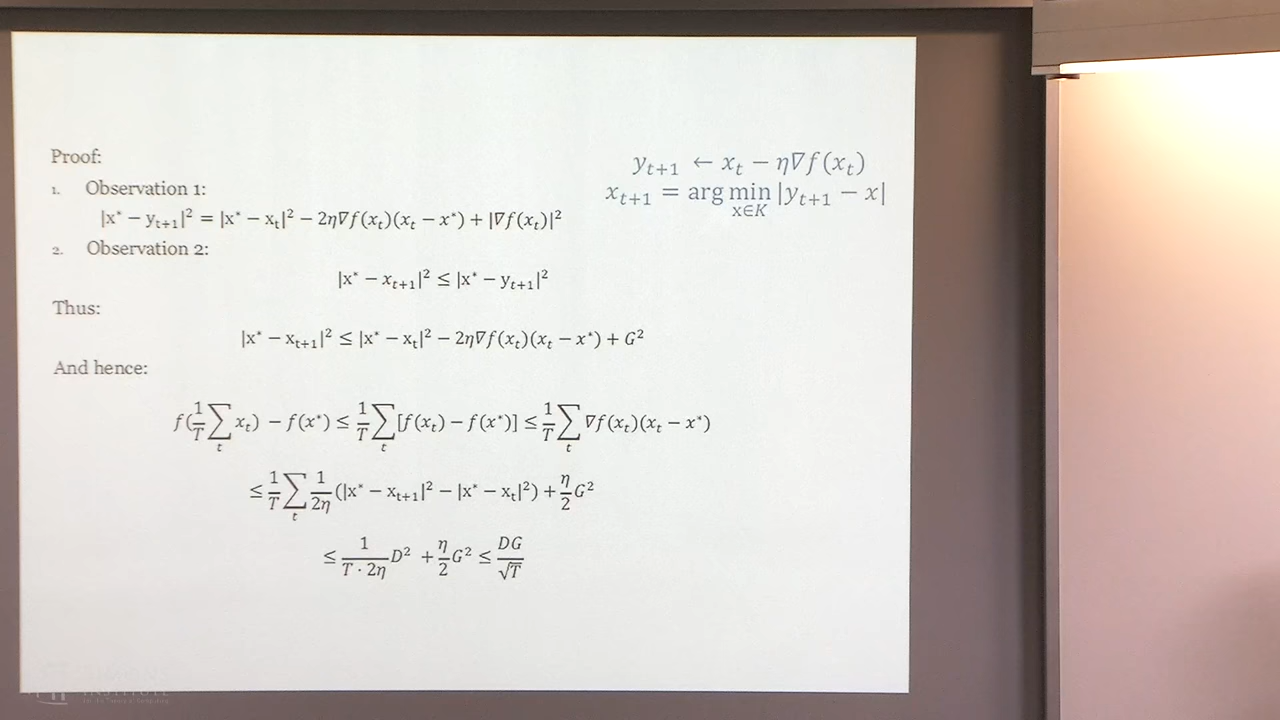 Proof:
y_{t+1} ← x_t − η∇f(x_t)
1. Observation 1:
x_{t+1} = arg min_{x∈K} |y_{t+1} − x|
|x* − y_{t+1}|² = |x* − x_t|² − 2η∇f(x_t)(x_t − x*) + |∇f(x_t)|²
2. Observation 2:
|x* − x_{t+1}|² ≤ |x* − y_{t+1}|²
Thus:
|x* − x_{t+1}|² ≤ |x* − x_t|² − 2η∇f(x_t)(x_t − x*) + G²
And hence:
f(1/T ∑_t x_t) − f(x*) ≤ 1/T ∑_t [f(x_t) − f(x*)] ≤ 1/T ∑_t ∇f(x_t)(x_t − x*)
≤ 1/T ∑_t 1/2η (|x* − x_{t+1}|² − |x* − x_t|²) + η/2 G²
≤ 1/(T · 2η) D² + η/2 G² ≤ DG/√T
INSTITUTE